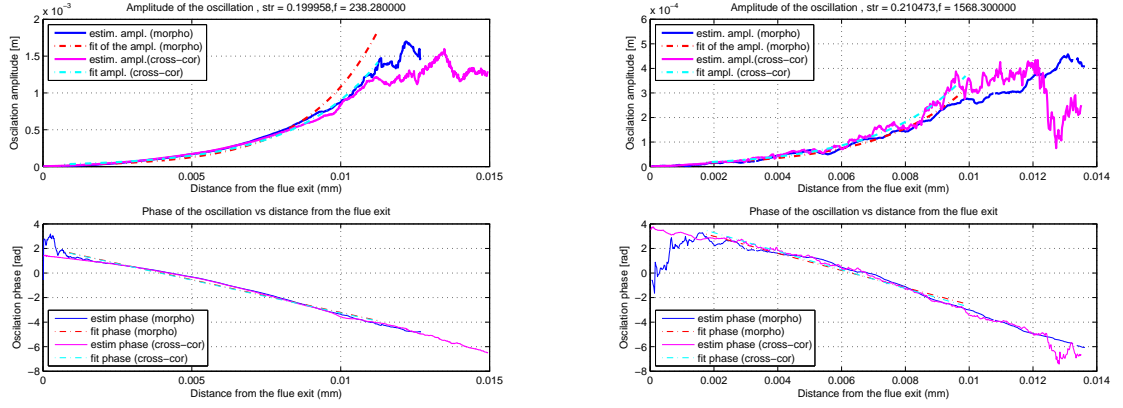 Amplitude of the oscillation , str = 0.199958,f = 238.280000
x 10⁻³
2
1.5
1
0.5
0
Oscilation amplitude [m]
estim. ampl. (morpho)
fit of the ampl. (morpho)
estim. ampl.(cross−cor)
fit ampl. (cross−cor)
0
0.005
0.01
0.015
Distance from the flue exit (mm)
Phase of the oscillation vs distance from the flue exit
4
2
0
−2
−4
−6
−8
Oscilation phase [rad]
estim phase (morpho)
fit phase (morpho)
estim phase (cross−cor)
fit phase (cross−cor)
0
0.005
0.01
0.015
Distance from the flue exit (mm)
Amplitude of the oscillation , str = 0.210473,f = 1568.300000
x 10⁻⁴
6
5
4
3
2
1
0
Oscilation amplitude [m]
estim. ampl. (morpho)
fit of the ampl. (morpho)
estim. ampl. (cross−cor)
fit ampl. (cross−cor)
0
0.002
0.004
0.006
0.008
0.01
0.012
0.014
Distance from the flue exit (mm)
Phase of the oscillation vs distance from the flue exit
4
2
0
−2
−4
−6
−8
Oscilation phase [rad]
estim phase (morpho)
fit phase (morpho)
estim phase (cross−cor)
fit phase (cross−cor)
0
0.002
0.004
0.006
0.008
0.01
0.012
0.014
Distance from the flue exit (mm)